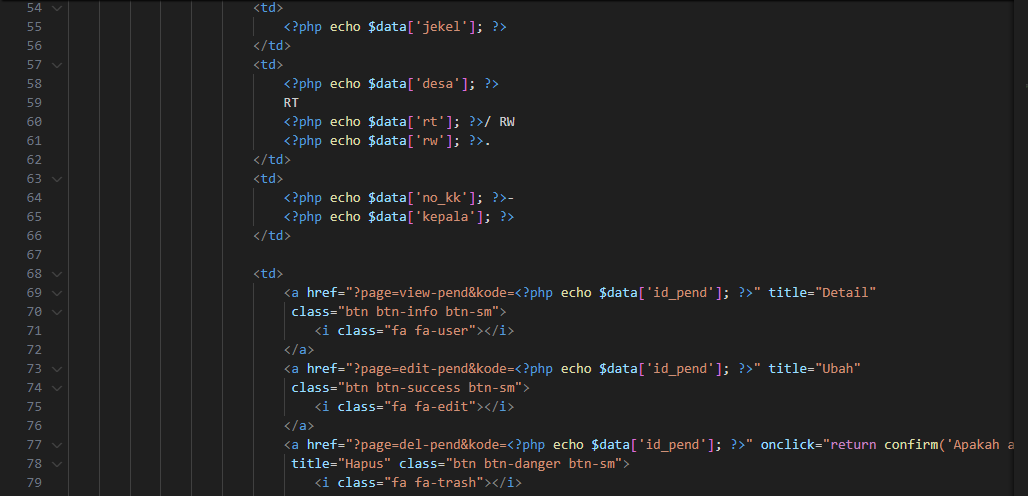 54 <td>
55 <?php echo $data['jekel']; ?>
56 </td>
57 <td>
58 <?php echo $data['desa']; ?>
59 RT
60 <?php echo $data['rt']; ?>/ RW
61 <?php echo $data['rw']; ?>.
62 </td>
63 <td>
64 <?php echo $data['no_kk']; ?>-
65 <?php echo $data['kepala']; ?>
66 </td>
67
68 <td>
69 <a href="?page=view-pend&kode=<?php echo $data['id_pend']; ?>" title="Detail"
70 class="btn btn-info btn-sm">
71 <i class="fa fa-user"></i>
72 </a>
73 <a href="?page=edit-pend&kode=<?php echo $data['id_pend']; ?>" title="Ubah"
74 class="btn btn-success btn-sm">
75 <i class="fa fa-edit"></i>
76 </a>
77 <a href="?page=del-pend&kode=<?php echo $data['id_pend']; ?>" onclick="return confirm('Apakah a
78 title="Hapus" class="btn btn-danger btn-sm">
79 <i class="fa fa-trash"></i>